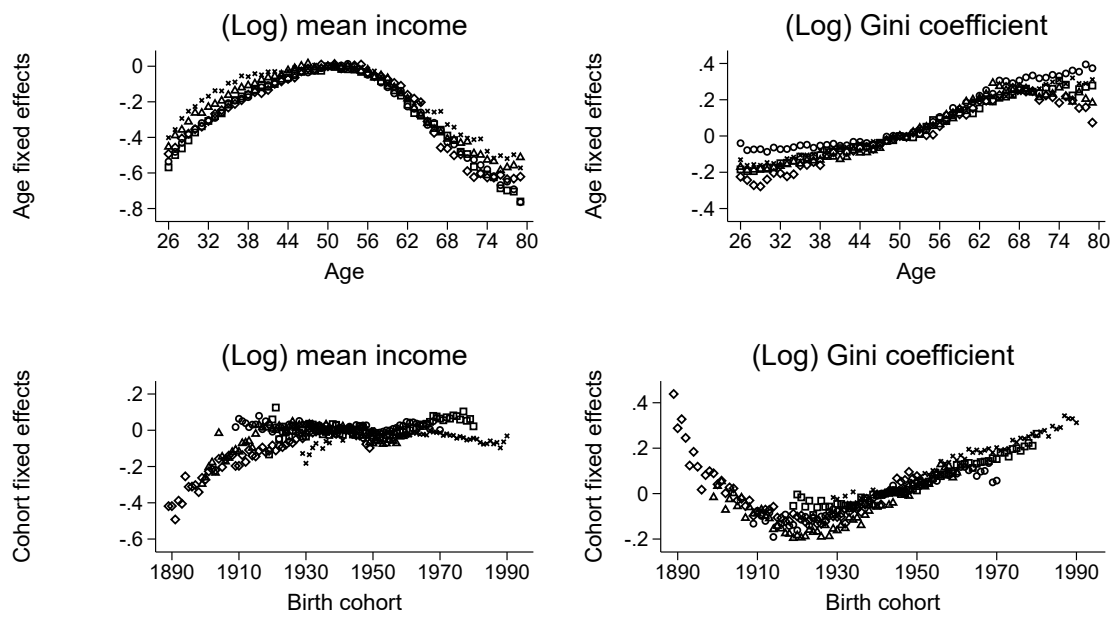 (Log) mean income
Age fixed effects
0
-.2
-.4
-.6
-.8
26 32 38 44 50 56 62 68 74 80
Age
(Log) Gini coefficient
Age fixed effects
.4
.2
0
-.2
-.4
26 32 38 44 50 56 62 68 74 80
Age
(Log) mean income
Cohort fixed effects
.2
0
-.2
-.4
-.6
1890 1910 1930 1950 1970 1990
Birth cohort
(Log) Gini coefficient
Cohort fixed effects
.4
.2
0
-.2
1890 1910 1930 1950 1970 1990
Birth cohort